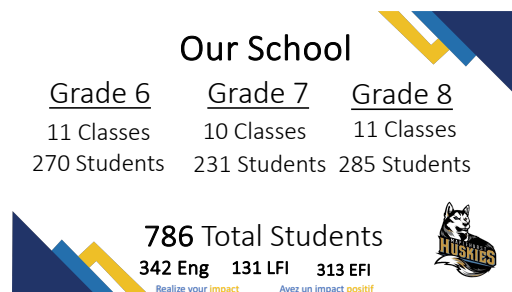 Our School
Grade 6 Grade 7 Grade 8
11 Classes 10 Classes 11 Classes
270 Students 231 Students 285 Students
786 Total Students
342 Eng 131 LFI 313 EFI
HUSKIES
Realize your impact Avez un impact positif